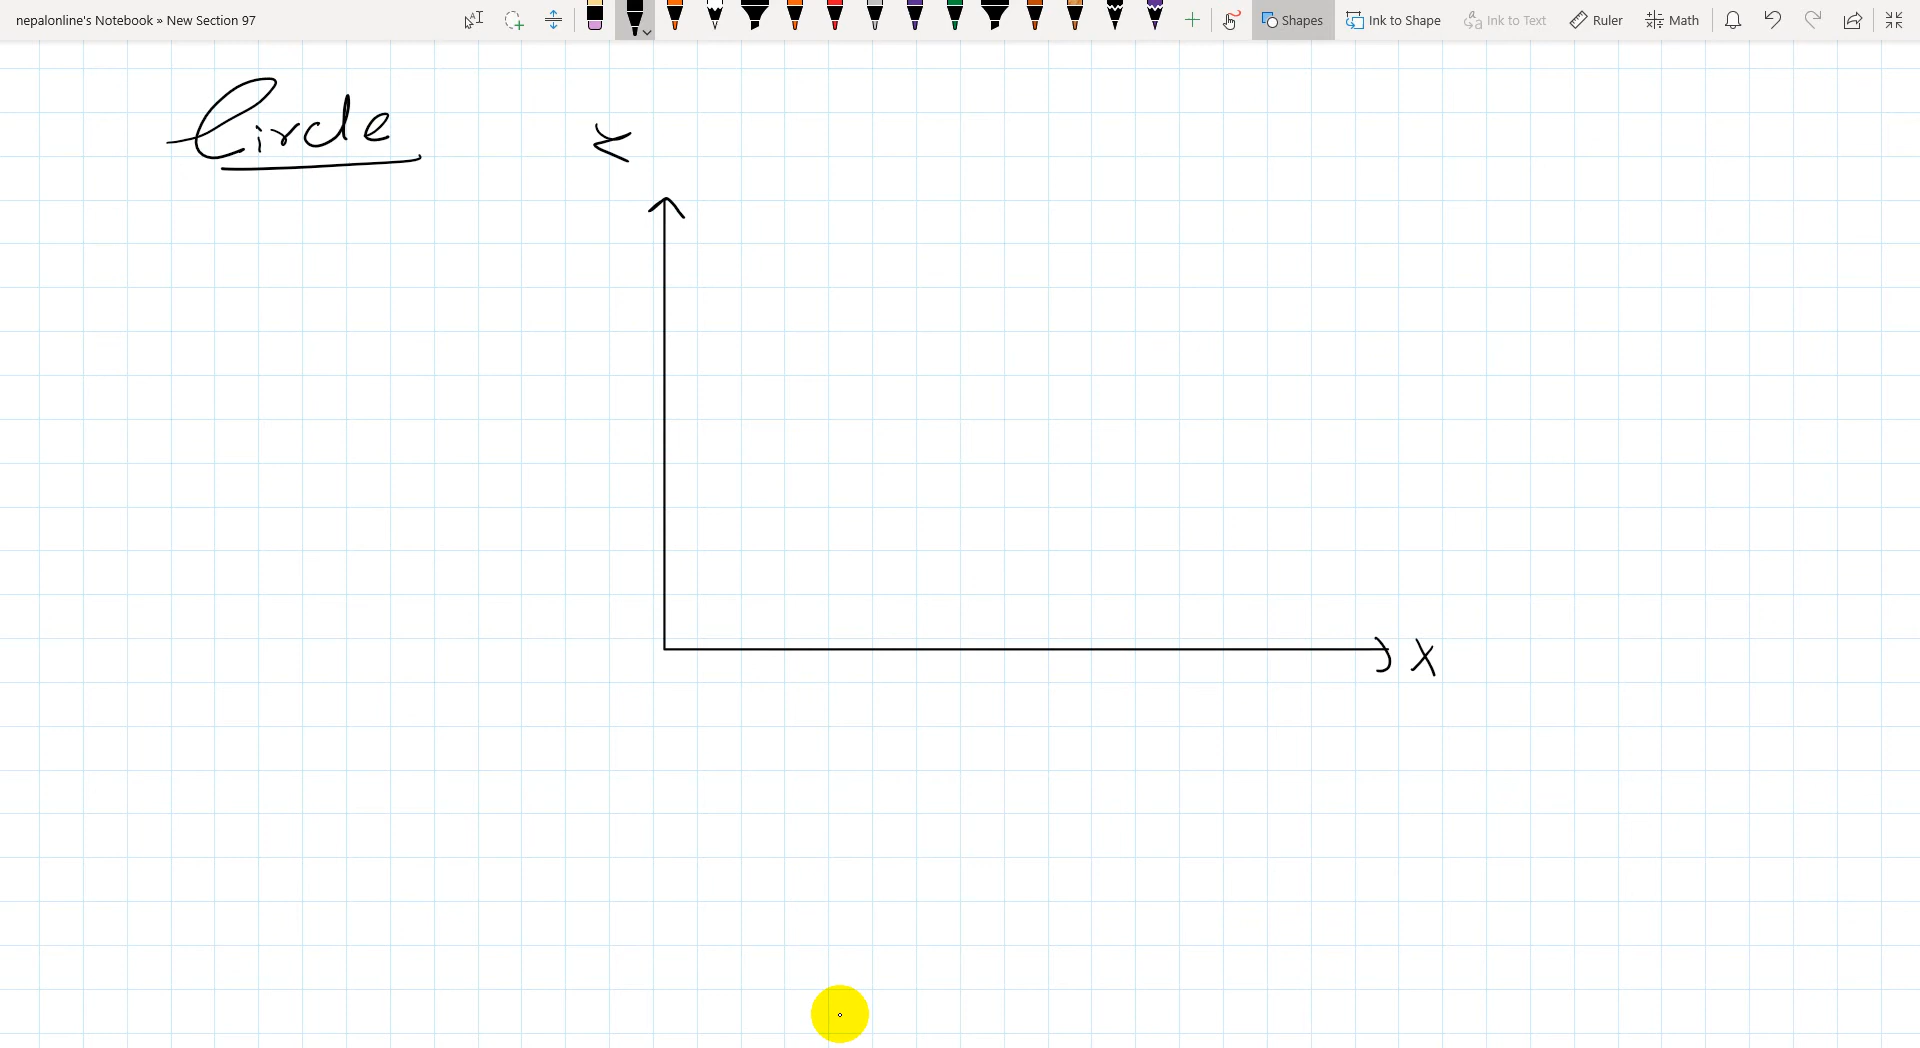 nepalonline's Notebook » New Section 97
Shapes
Ink to Shape
Ink to Text
Ruler
Math
Circle
X